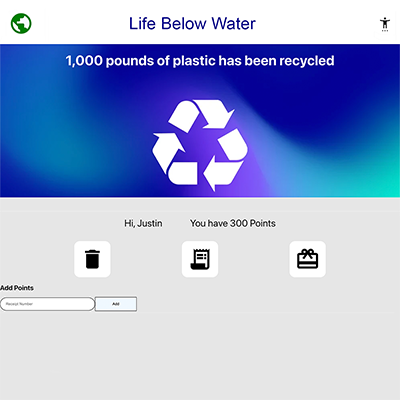 Life Below Water
1,000 pounds of plastic has been recycled
Hi, Justin You have 300 Points
Add Points
Receipt Number Add